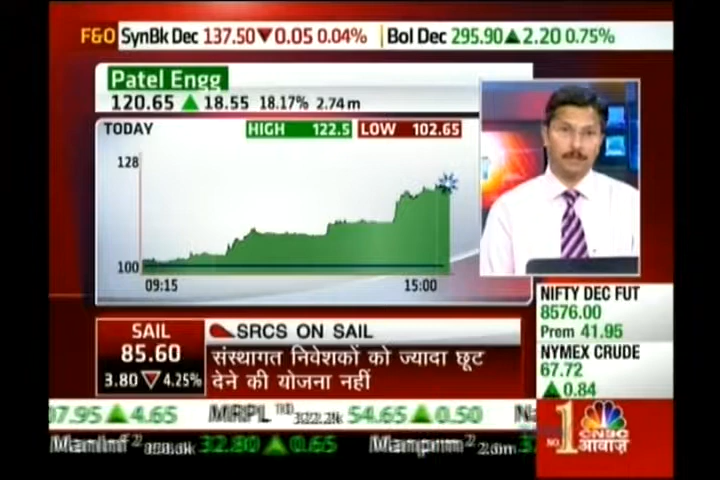 F&O SynBk Dec 137.50▼0.05 0.04% Bol Dec 295.90▲2.20 0.75%
Patel Engg
120.65 ▲ 18.55 18.17% 2.74m
TODAY HIGH 122.5 LOW 102.65
128
100
09:15 15:00
NIFTY DEC FUT
8576.00
Prem 41.95
NYMEX CRUDE
67.72
▲0.84
SAIL
85.60
3.80▼4.25%
SRCS ON SAIL
संस्थागत निवेशकों को ज्यादा छूट
देने की योजना नहीं
07.95▲4.65 MRPL 54.65▲0.50
32.80▲0.65
NO. 1 CNBC
आवाज़